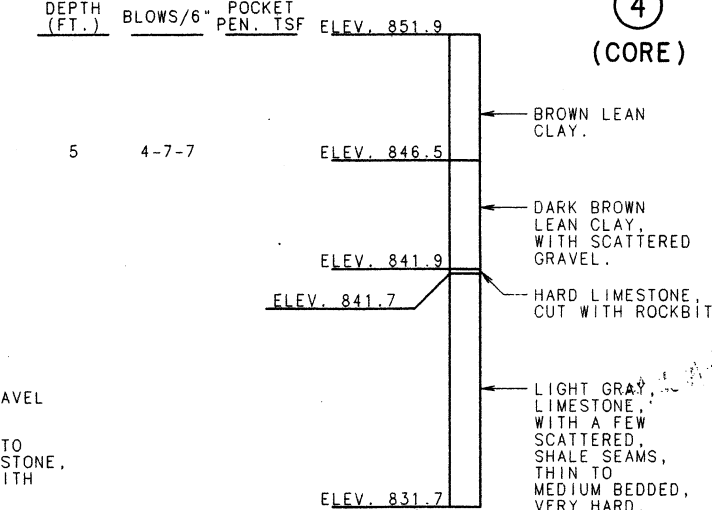 DEPTH (FT.) BLOWS/6" POCKET PEN. TSF
ELEV. 851.9
4
(CORE)
BROWN LEAN
CLAY.
5 4-7-7
ELEV. 846.5
DARK BROWN
LEAN CLAY,
WITH SCATTERED
GRAVEL.
ELEV. 841.9
ELEV. 841.7
HARD LIMESTONE,
CUT WITH ROCKBIT
LIGHT GRAY,
LIMESTONE,
WITH A FEW
SCATTERED,
SHALE SEAMS,
THIN TO
MEDIUM BEDDED,
VERY HARD.
ELEV. 831.7
AVEL
TO
STONE,
ITH